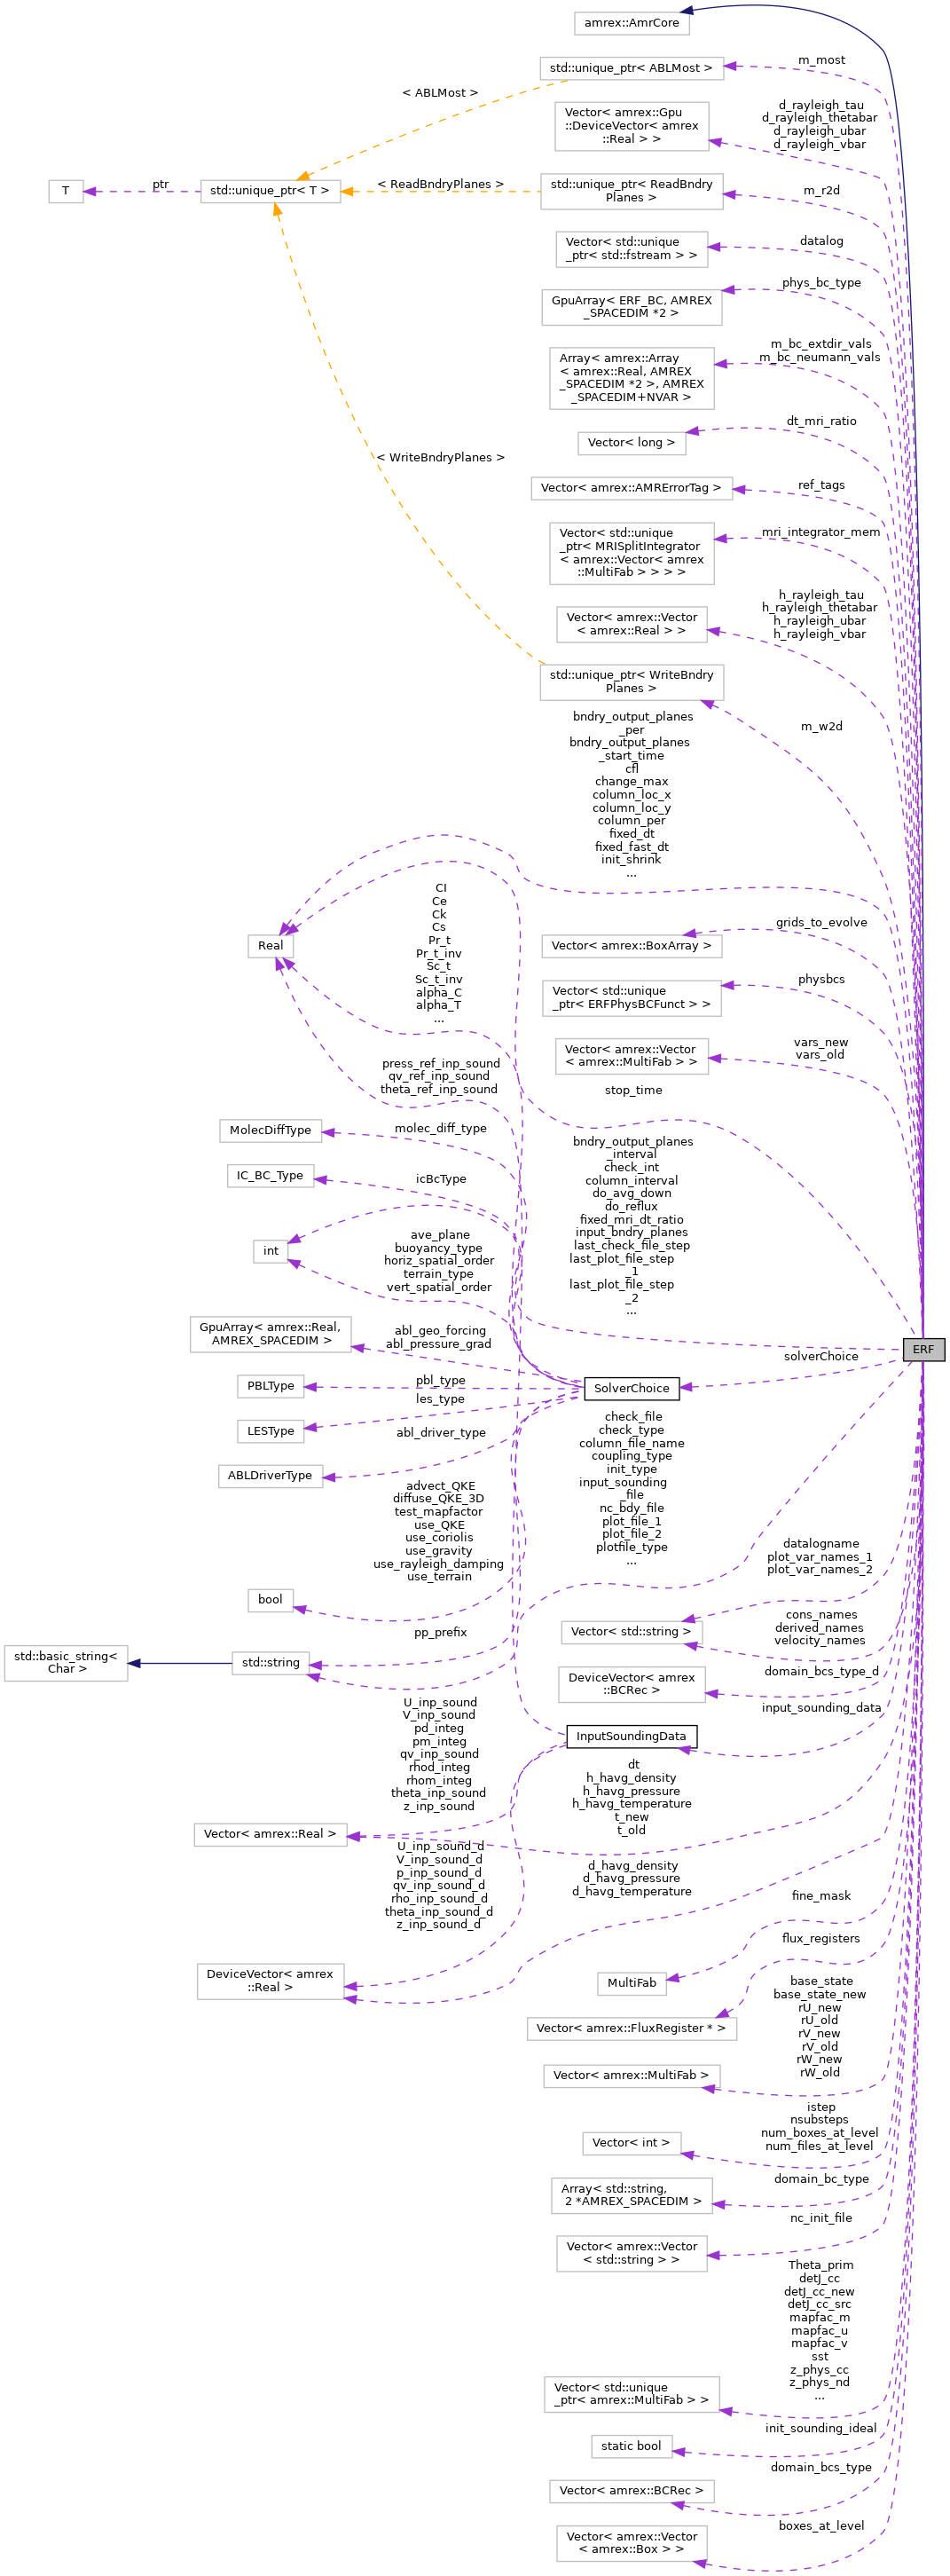 amrex::AmrCore
std::unique_ptr< ABLMost >
m_most
< ABLMost >
Vector< amrex::Gpu
::DeviceVector< amrex
::Real > >
d_rayleigh_tau
d_rayleigh_thetabar
d_rayleigh_ubar
d_rayleigh_vbar
T
ptr
std::unique_ptr< T >
< ReadBndryPlanes >
std::unique_ptr< ReadBndry
Planes >
m_r2d
Vector< std::unique
_ptr< std::fstream > >
datalog
GpuArray< ERF_BC, AMREX
_SPACEDIM *2 >
phys_bc_type
Array< amrex::Array
< amrex::Real, AMREX
_SPACEDIM *2 >, AMREX
_SPACEDIM+NVAR >
m_bc_extdir_vals
m_bc_neumann_vals
Vector< long >
dt_mri_ratio
< WriteBndryPlanes >
Vector< amrex::AMRErrorTag >
ref_tags
Vector< std::unique
_ptr< MRISplitIntegrator
< amrex::Vector< amrex
::MultiFab > > > >
mri_integrator_mem
Vector< amrex::Vector
< amrex::Real > >
h_rayleigh_tau
h_rayleigh_thetabar
h_rayleigh_ubar
h_rayleigh_vbar
std::unique_ptr< WriteBndry
Planes >
m_w2d
bndry_output_planes
_per
bndry_output_planes
_start_time
cfl
change_max
column_loc_x
column_loc_y
column_per
fixed_dt
fixed_fast_dt
init_shrink
...
Real
CI
Ce
Ck
Cs
Pr_t
Pr_t_inv
Sc_t
Sc_t_inv
alpha_C
alpha_T
...
Vector< amrex::BoxArray >
grids_to_evolve
Vector< std::unique
_ptr< ERFPhysBCFunct > >
physbcs
Vector< amrex::Vector
< amrex::MultiFab > >
vars_new
vars_old
press_ref_inp_sound
qv_ref_inp_sound
theta_ref_inp_sound
stop_time
MolecDiffType
molec_diff_type
IC_BC_Type
icBcType
int
ave_plane
buoyancy_type
horiz_spatial_order
terrain_type
vert_spatial_order
bndry_output_planes
_interval
check_int
column_interval
do_avg_down
do_reflux
fixed_mri_dt_ratio
input_bndry_planes
last_check_file_step
last_plot_file_step
_1
last_plot_file_step
_2
...
GpuArray< amrex::Real,
AMREX_SPACEDIM >
abl_geo_forcing
abl_pressure_grad
ERF
solverChoice
PBLType
pbl_type
SolverChoice
LESType
les_type
ABLDriverType
abl_driver_type
check_file
check_type
column_file_name
coupling_type
init_type
input_sounding
_file
nc_bdy_file
plot_file_1
plot_file_2
plotfile_type
...
bool
advect_QKE
diffuse_QKE_3D
test_mapfactor
use_QKE
use_coriolis
use_gravity
use_rayleigh_damping
use_terrain
datalogname
plot_var_names_1
plot_var_names_2
Vector< std::string >
cons_names
derived_names
velocity_names
std::basic_string<
Char >
std::string
pp_prefix
DeviceVector< amrex
::BCRec >
domain_bcs_type_d
InputSoundingData
input_sounding_data
U_inp_sound
V_inp_sound
pd_integ
pm_integ
qv_inp_sound
rhod_integ
rhom_integ
theta_inp_sound
z_inp_sound
dt
h_havg_density
h_havg_pressure
h_havg_temperature
t_new
t_old
Vector< amrex::Real >
U_inp_sound_d
V_inp_sound_d
p_inp_sound_d
qv_inp_sound_d
rho_inp_sound_d
theta_inp_sound_d
z_inp_sound_d
d_havg_density
d_havg_pressure
d_havg_temperature
DeviceVector< amrex
::Real >
MultiFab
fine_mask
Vector< amrex::FluxRegister * >
flux_registers
Vector< amrex::MultiFab >
base_state
base_state_new
rU_new
rU_old
rV_new
rV_old
rW_new
rW_old
Vector< int >
istep
nsubsteps
num_boxes_at_level
num_files_at_level
Array< std::string,
2 *AMREX_SPACEDIM >
domain_bc_type
Vector< amrex::Vector
< std::string > >
nc_init_file
Vector< std::unique
_ptr< amrex::MultiFab > >
Theta_prim
detJ_cc
detJ_cc_new
detJ_cc_src
mapfac_m
mapfac_u
mapfac_v
sst
z_phys_cc
z_phys_nd
...
static bool
init_sounding_ideal
Vector< amrex::BCRec >
domain_bcs_type
Vector< amrex::Vector
< amrex::Box > >
boxes_at_level